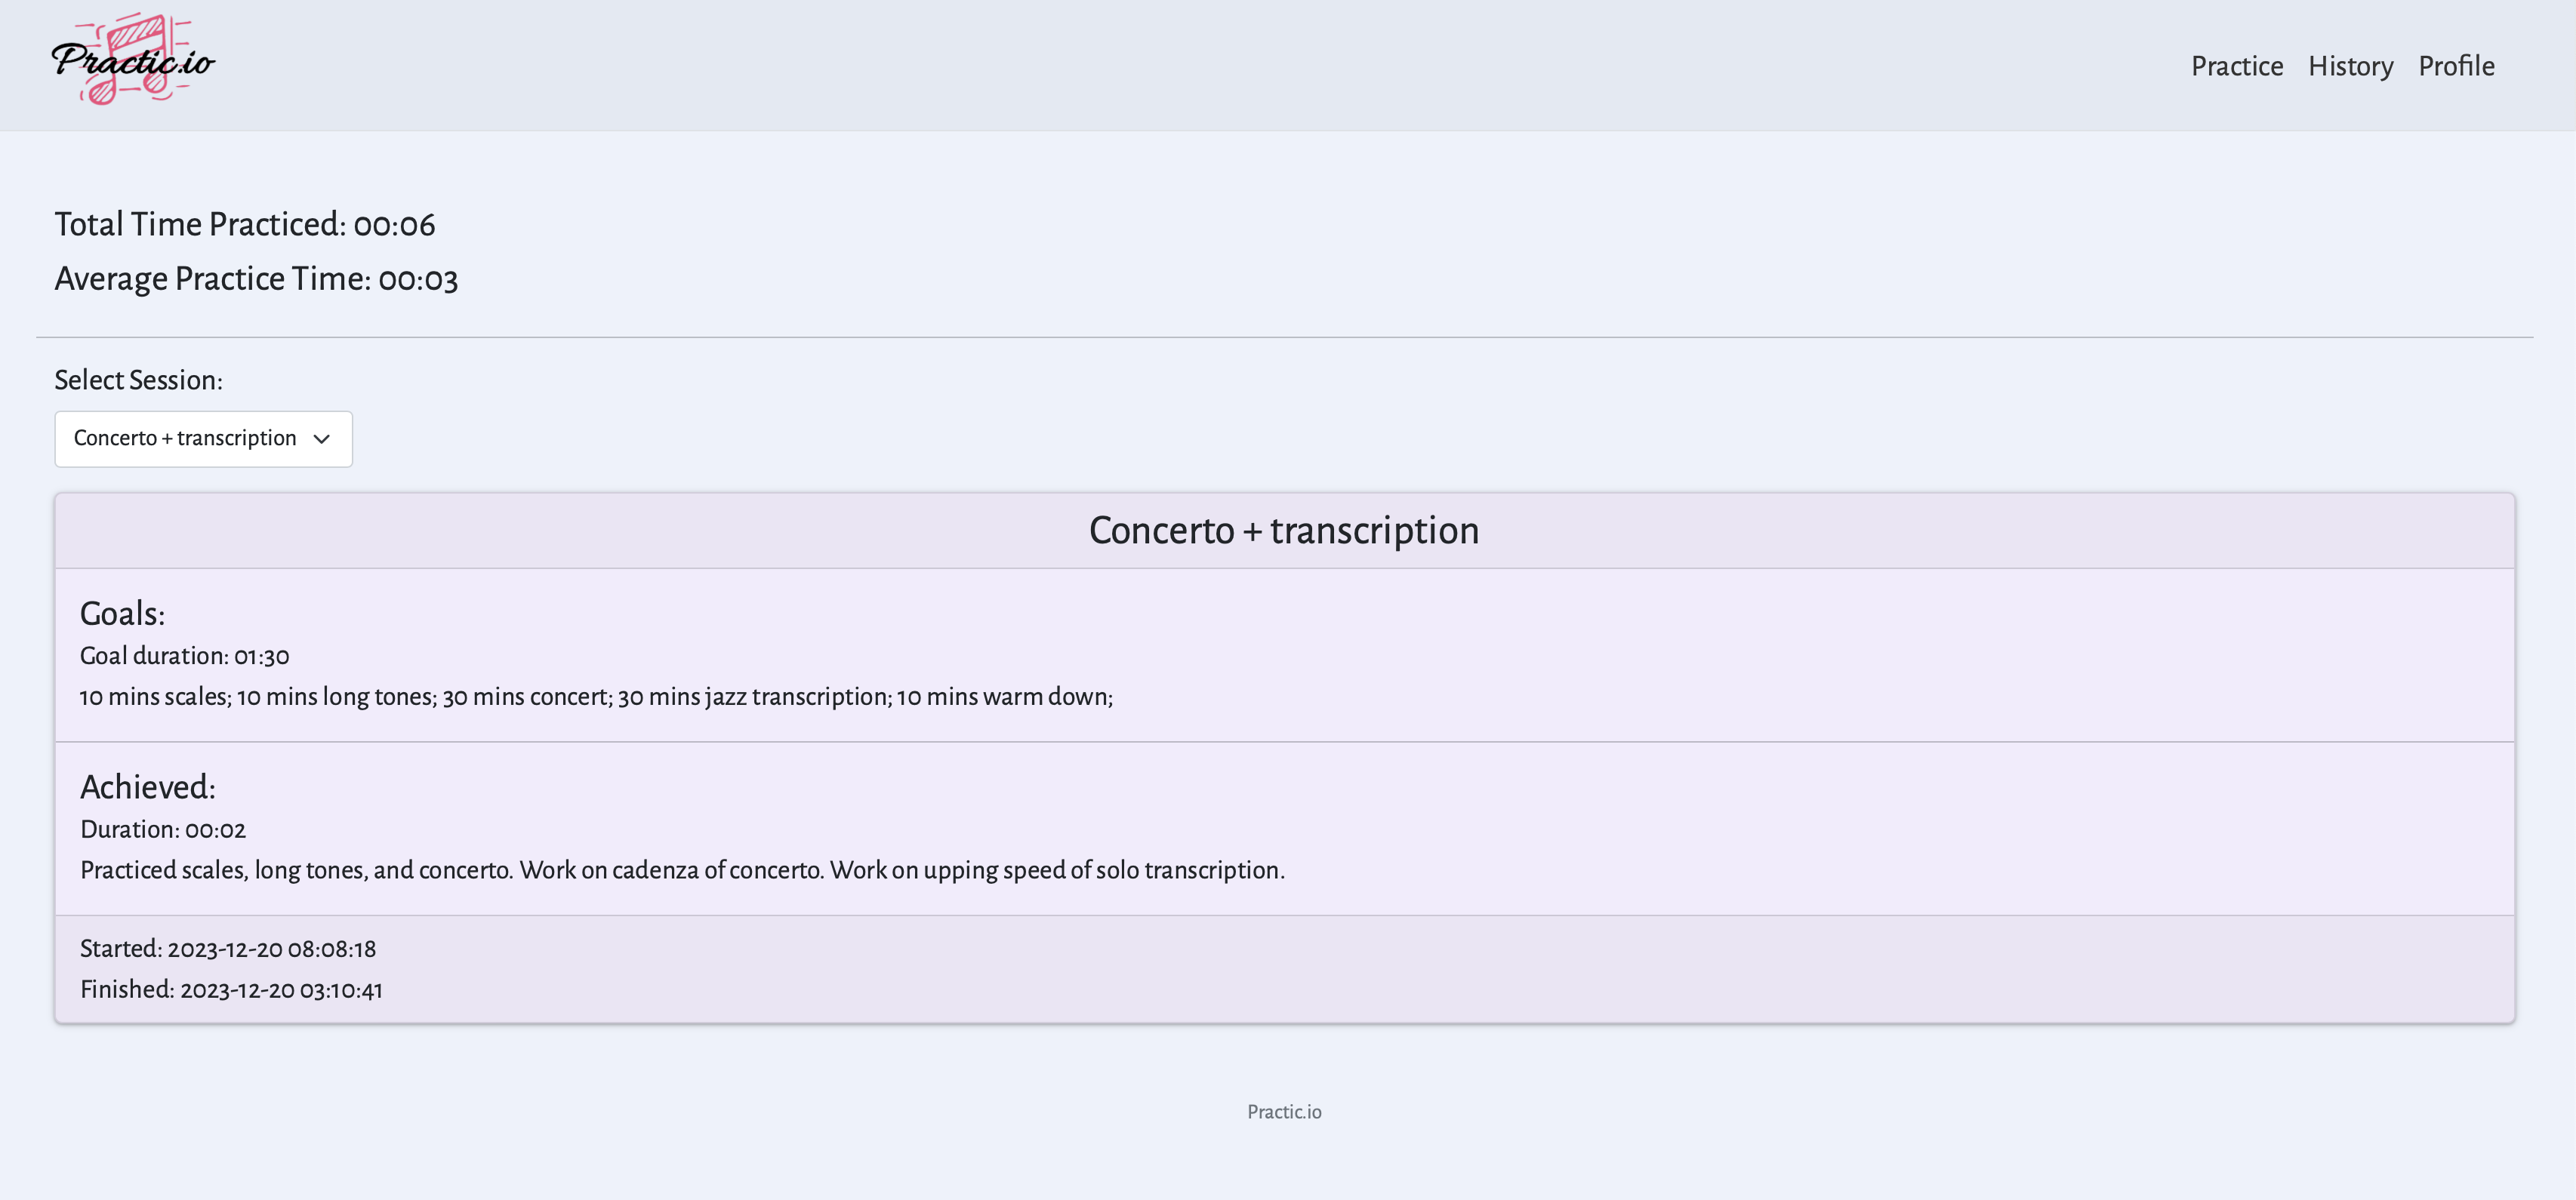 Practic.io
Practice History Profile
Total Time Practiced: 00:06
Average Practice Time: 00:03
Select Session:
Concerto + transcription
Concerto + transcription
Goals:
Goal duration: 01:30
10 mins scales; 10 mins long tones; 30 mins concert; 30 mins jazz transcription; 10 mins warm down;
Achieved:
Duration: 00:02
Practiced scales, long tones, and concerto. Work on cadenza of concerto. Work on upping speed of solo transcription.
Started: 2023-12-20 08:08:18
Finished: 2023-12-20 03:10:41
Practic.io